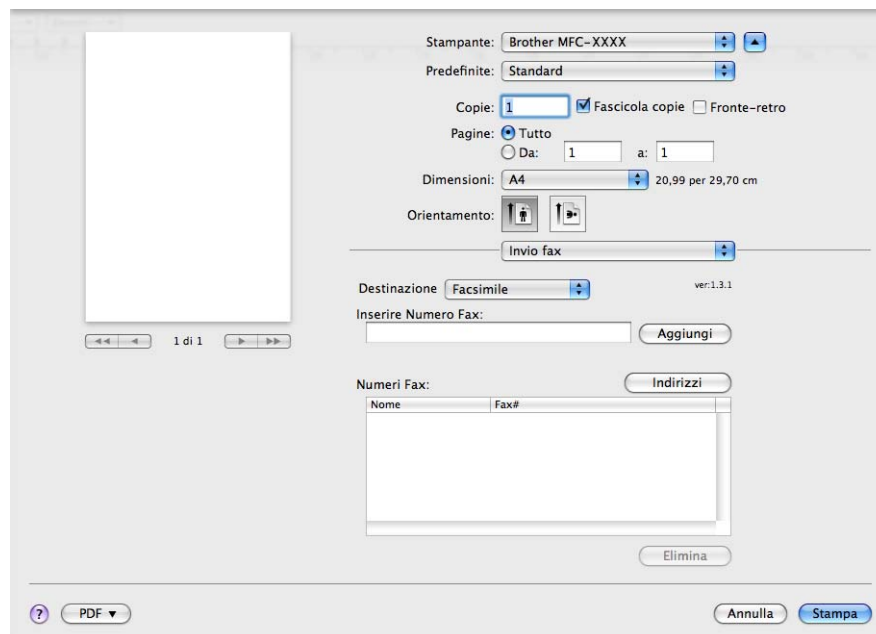 Stampante: Brother MFC-XXXX
Predefinite: Standard
Copie: 1 Fascicola copie Fronte-retro
Pagine: Tutto
Da: 1 a: 1
Dimensioni: A4 20,99 per 29,70 cm
Orientamento:
Invio fax
Destinazione Facsimile ver:1.3.1
Inserire Numero Fax:
Aggiungi
1 di 1
Numeri Fax: Indirizzi
Nome Fax#
Elimina
? PDF ▼ Annulla Stampa